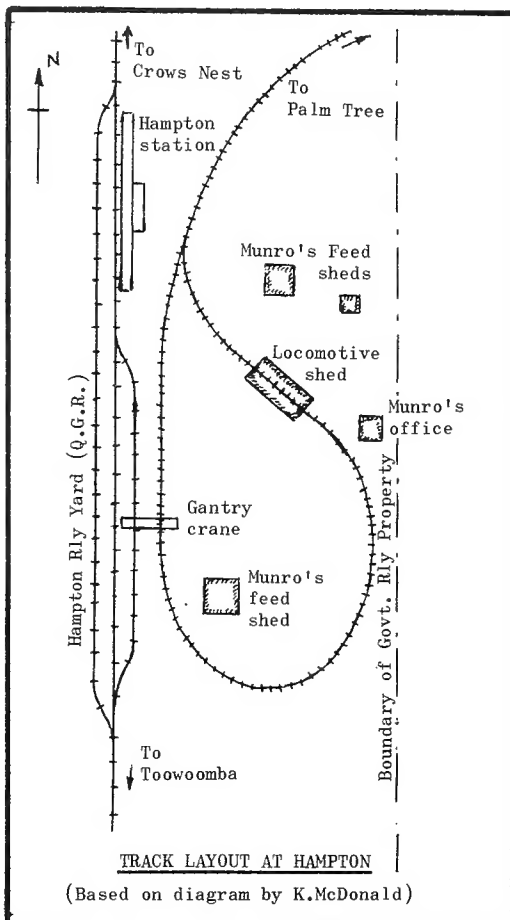 N
To
Crows Nest
Hampton
station
To
Palm Tree
Munro's Feed
sheds
Locomotive
shed
Munro's
office
Hampton Rly Yard (Q.G.R.)
Gantry
crane
Munro's
feed
shed
Boundary of Govt. Rly Property
To
Toowoomba
TRACK LAYOUT AT HAMPTON
(Based on diagram by K.McDonald)